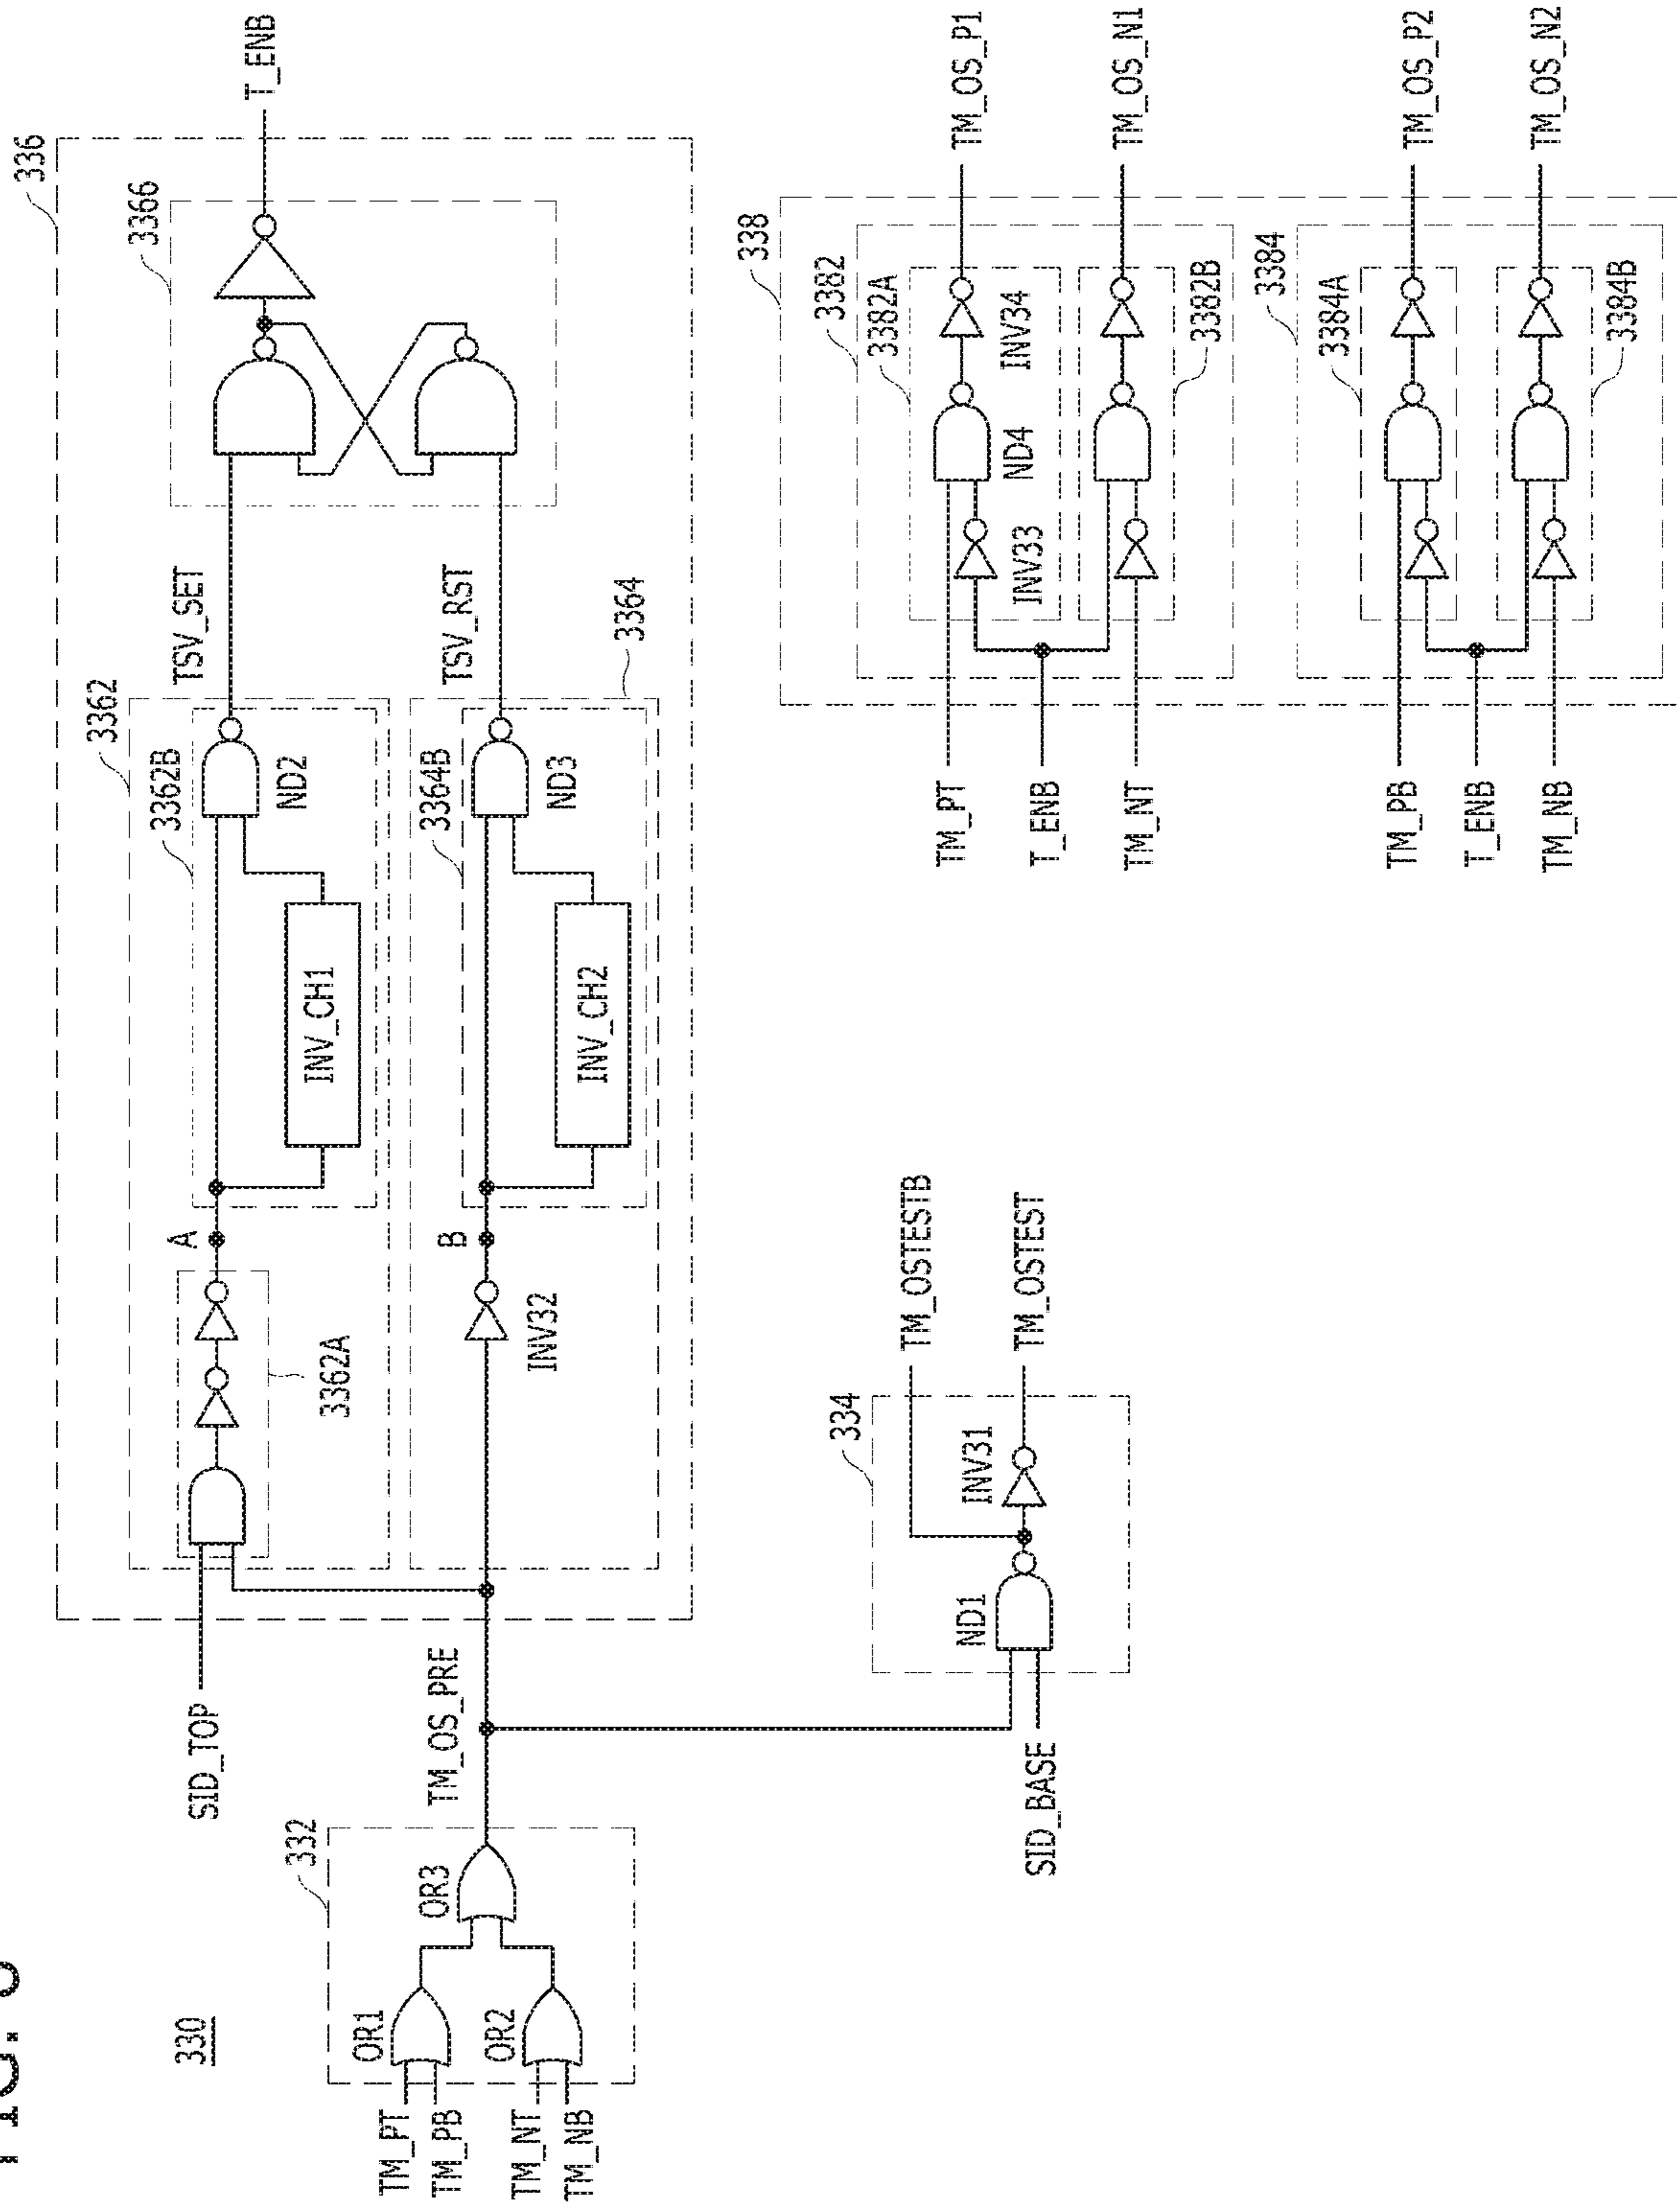 330
TM_PT
TM_PB
TM_NT
TM_NB
OR1
OR2
OR3
332
TM_OS_PRE
SID_TOP
336
3362
3362A
A
3362B
INV_CH1
ND2
TSV_SET
3364
INV32
B
3364B
INV_CH2
ND3
TSV_RST
3366
T_ENB
334
SID_BASE
ND1
INV31
TM_OSTESTB
TM_OSTEST
338
3382
3382A
TM_PT
T_ENB
TM_NT
INV33
ND4
INV34
3382B
TM_OS_P1
TM_OS_N1
3384
3384A
TM_PB
T_ENB
TM_NB
3384B
TM_OS_P2
TM_OS_N2